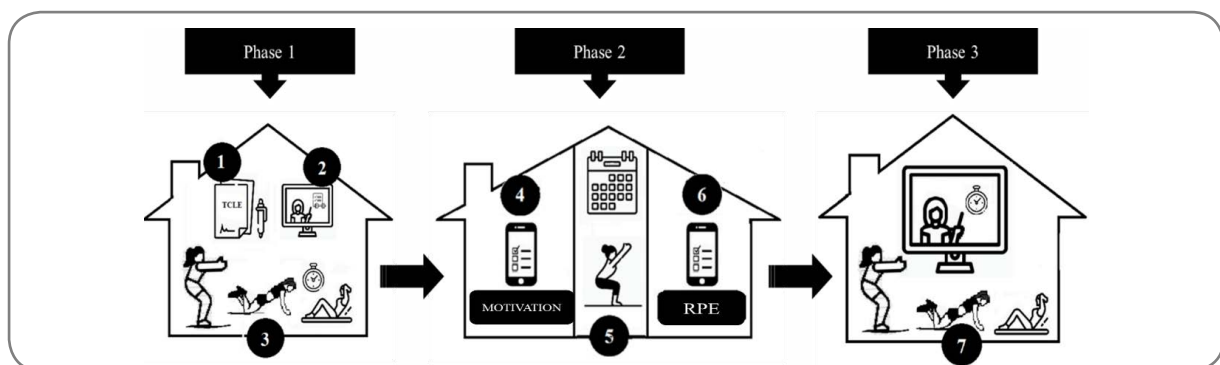 Phase 1
Phase 2
Phase 3
1
2
TCLE
3
4
MOTIVATION
5
6
RPE
7